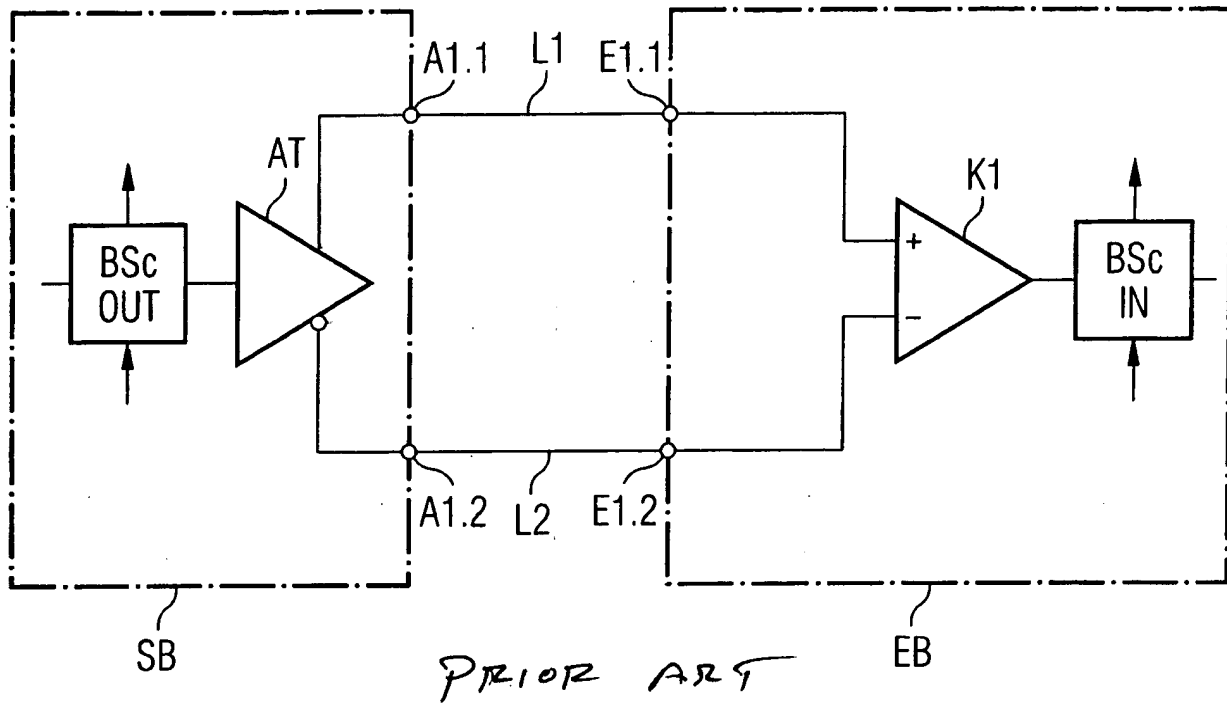 A1.1
L1
E1.1
AT
K1
BSc
OUT
+
−
BSc
IN
A1.2
L2
E1.2
SB
EB
PRIOR ART